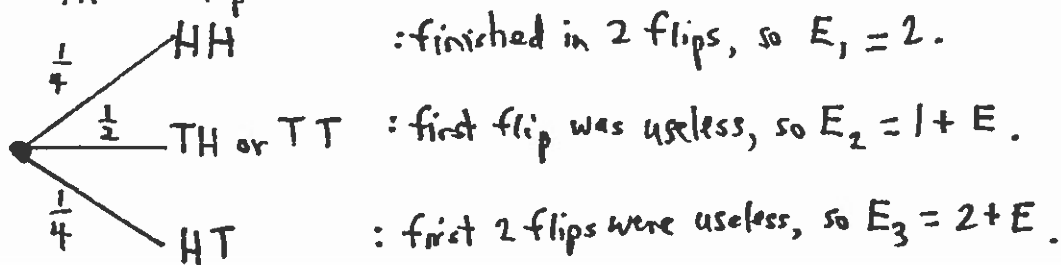 1/4 HH : finished in 2 flips, so E₁ = 2.
1/2 TH or TT : first flip was useless, so E₂ = 1 + E.
1/4 HT : first 2 flips were useless, so E₃ = 2 + E.